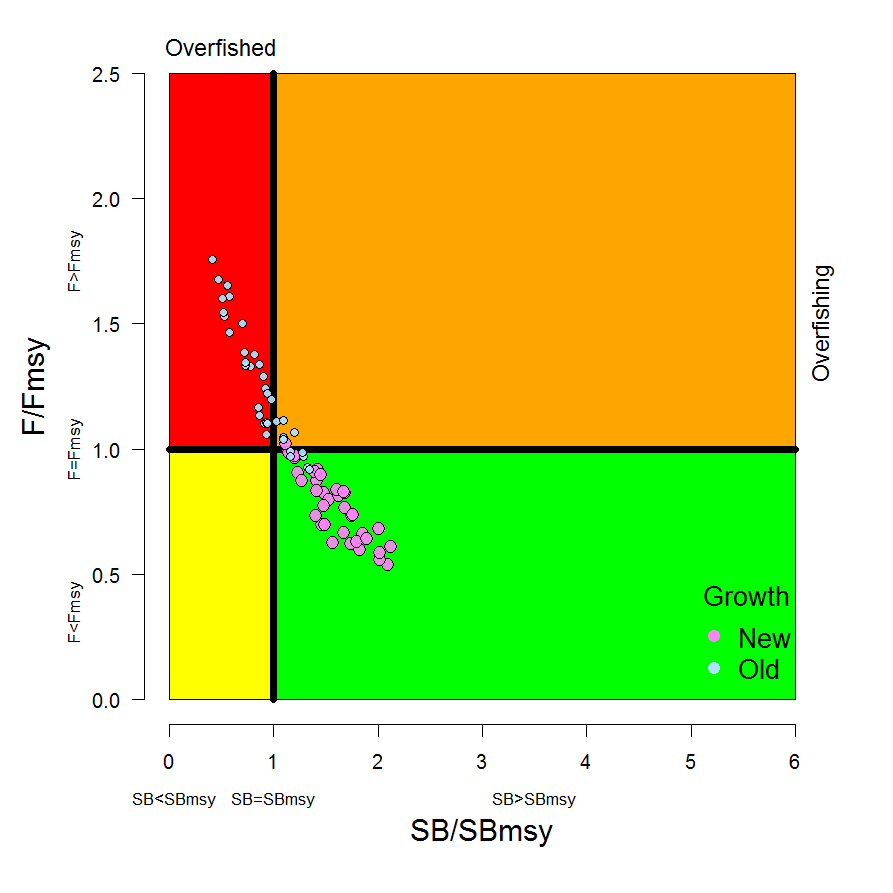 Overfished
2.5
2.0
1.5
1.0
0.5
0.0
F/Fmsy
F>Fmsy
F=Fmsy
F<Fmsy
Overfishing
Growth
New
Old
0 1 2 3 4 5 6
SB<SBmsy SB=SBmsy SB>SBmsy
SB/SBmsy